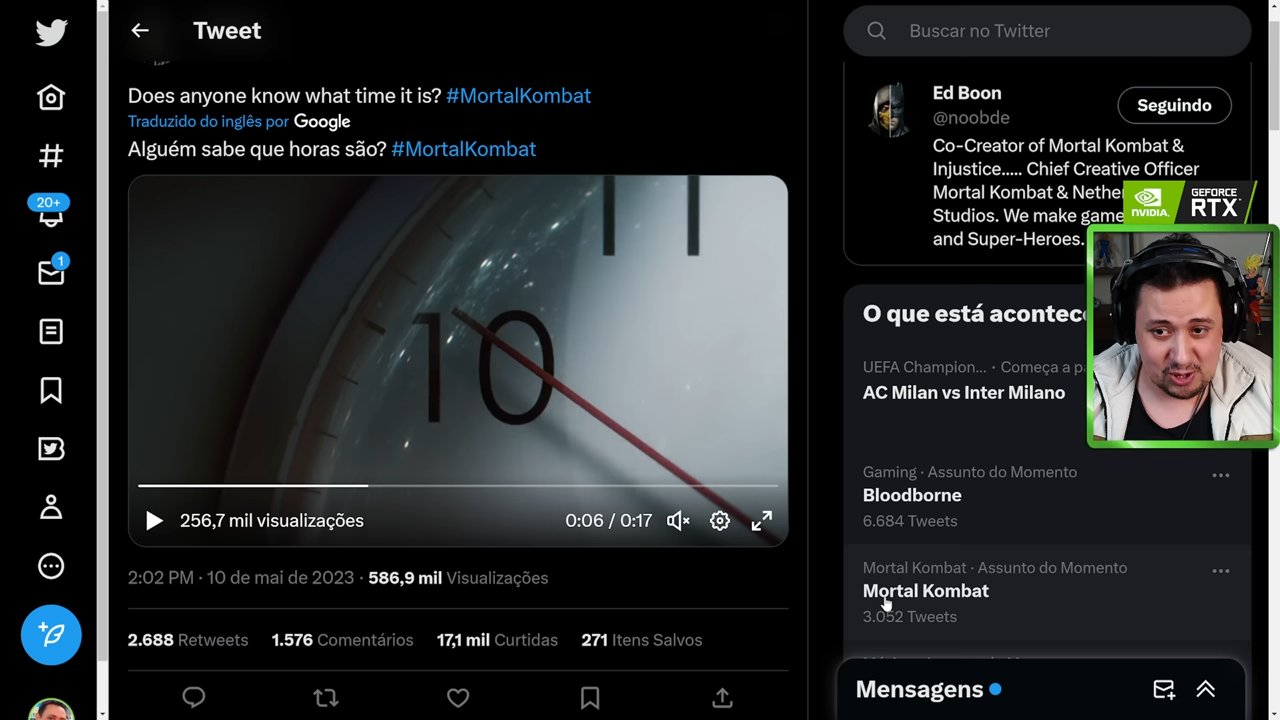 Tweet
Does anyone know what time it is? #MortalKombat
Traduzido do inglês por Google
Alguém sabe que horas são? #MortalKombat
11
10
256,7 mil visualizações
0:06 / 0:17
2:02 PM · 10 de mai de 2023 · 586,9 mil Visualizações
2.688 Retweets 1.576 Comentários 17,1 mil Curtidas 271 Itens Salvos
20+
1
Buscar no Twitter
Ed Boon
@noobde
Seguindo
Co-Creator of Mortal Kombat &
Injustice..... Chief Creative Officer
Mortal Kombat &
Studios. We make
and Super-Heroes.
NVIDIA.
GEFORCE
RTX
O que está
UEFA Champion... · Começa a
AC Milan vs Inter Milano
Gaming · Assunto do Momento
Bloodborne
6.684 Tweets
Mortal Kombat · Assunto do Momento
Mortal Kombat
3.052 Tweets
Mensagens